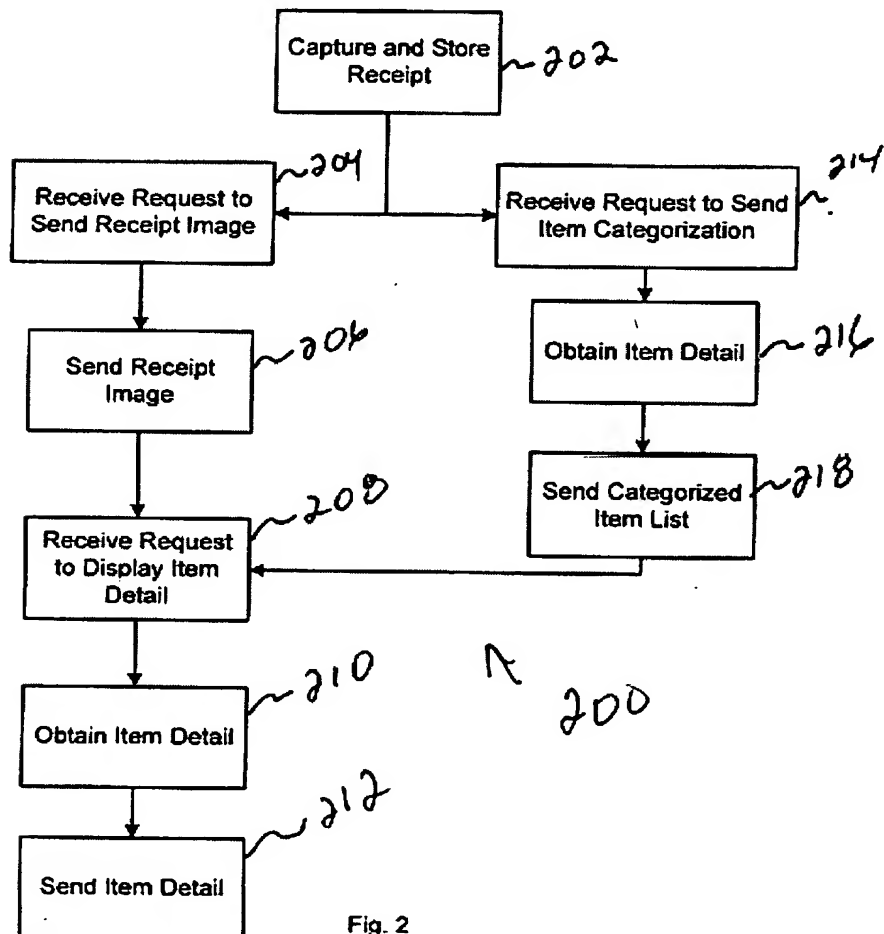 Capture and Store
Receipt
202
Receive Request to
Send Receipt Image
204
Receive Request to Send
Item Categorization
214
Send Receipt
Image
206
Obtain Item Detail
216
Send Categorized
Item List
218
Receive Request
to Display Item
Detail
208
Obtain Item Detail
210
200
Send Item Detail
212
Fig. 2